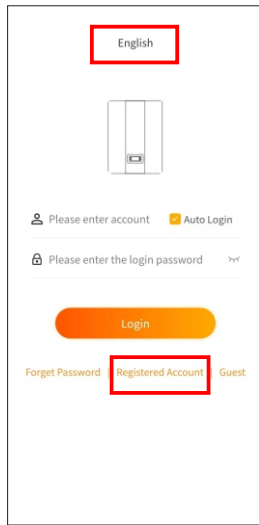 English
Please enter account Auto Login
Please enter the login password
Login
Forget Password | Registered Account | Guest